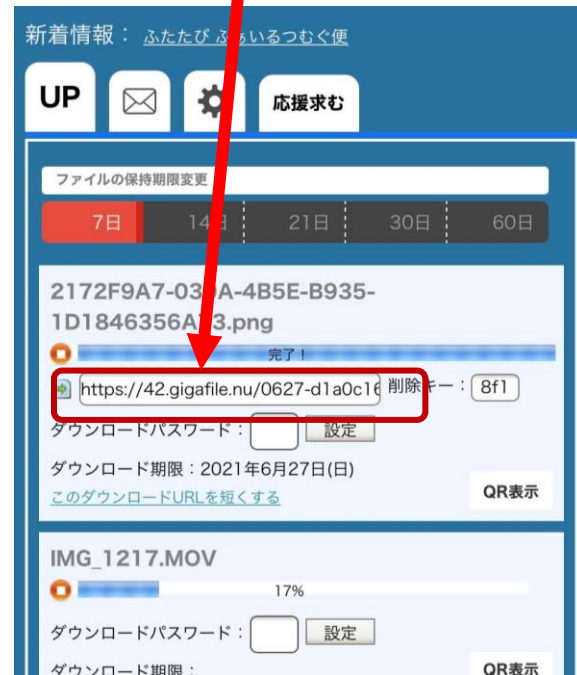 新着情報： ふたたび ふぁいるつむぐ便
UP
応援求む
ファイルの保持期限変更
7日 14日 21日 30日 60日
2172F9A7-03
A-4B5E-B935-
1D1846356A
3.png
完了！
https://42.gigafile.nu/0627-d1a0c16 削除キー： 8f1
ダウンロードパスワード： 設定
ダウンロード期限：2021年6月27日(日)
このダウンロードURLを短くする QR表示
IMG_1217.MOV
17%
ダウンロードパスワード： 設定
ダウンロード期限： QR表示